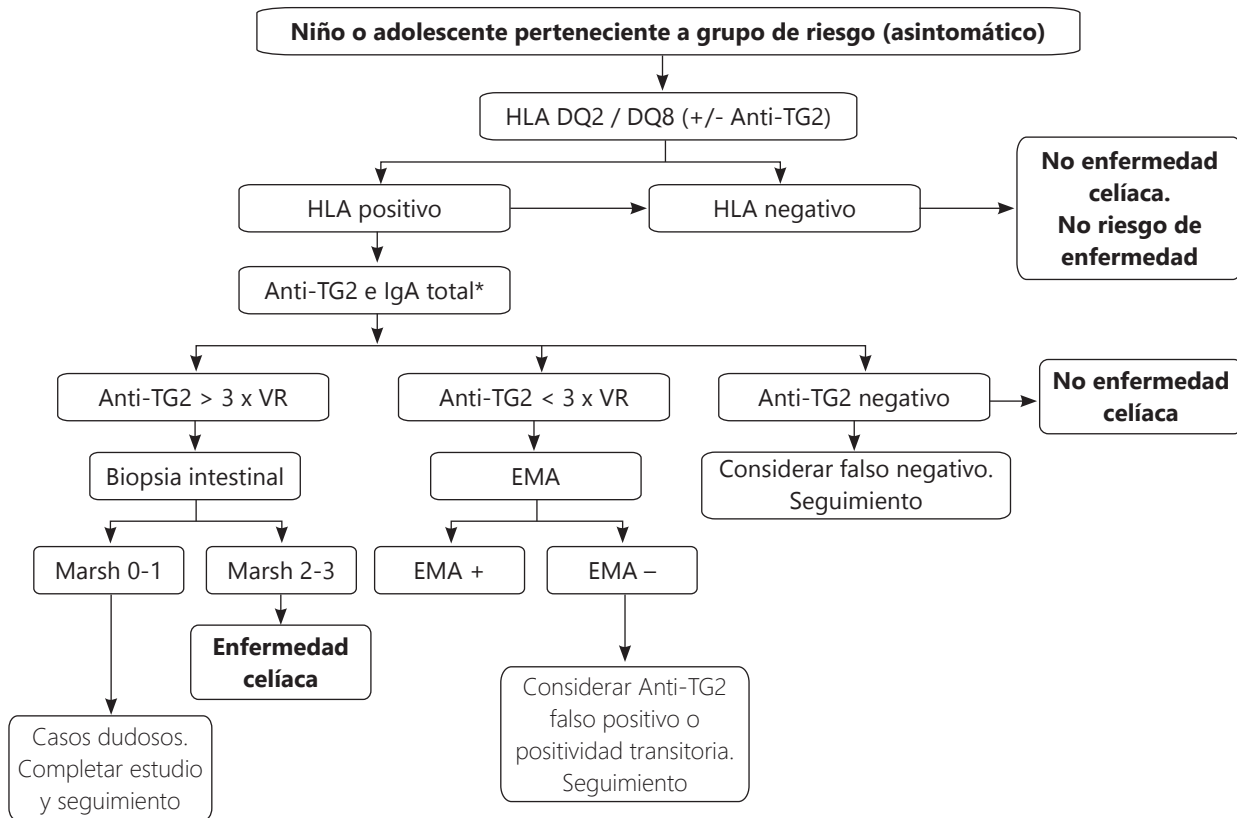 Niño o adolescente perteneciente a grupo de riesgo (asintomático)
HLA DQ2 / DQ8 (+/- Anti-TG2)
HLA positivo
HLA negativo
No enfermedad
celíaca.
No riesgo de
enfermedad
Anti-TG2 e IgA total*
Anti-TG2 > 3 x VR
Anti-TG2 < 3 x VR
Anti-TG2 negativo
No enfermedad
celíaca
Biopsia intestinal
EMA
Considerar falso negativo.
Seguimiento
Marsh 0-1
Marsh 2-3
EMA +
EMA –
Enfermedad
celíaca
Considerar Anti-TG2
falso positivo o
positividad transitoria.
Seguimiento
Casos dudosos.
Completar estudio
y seguimiento